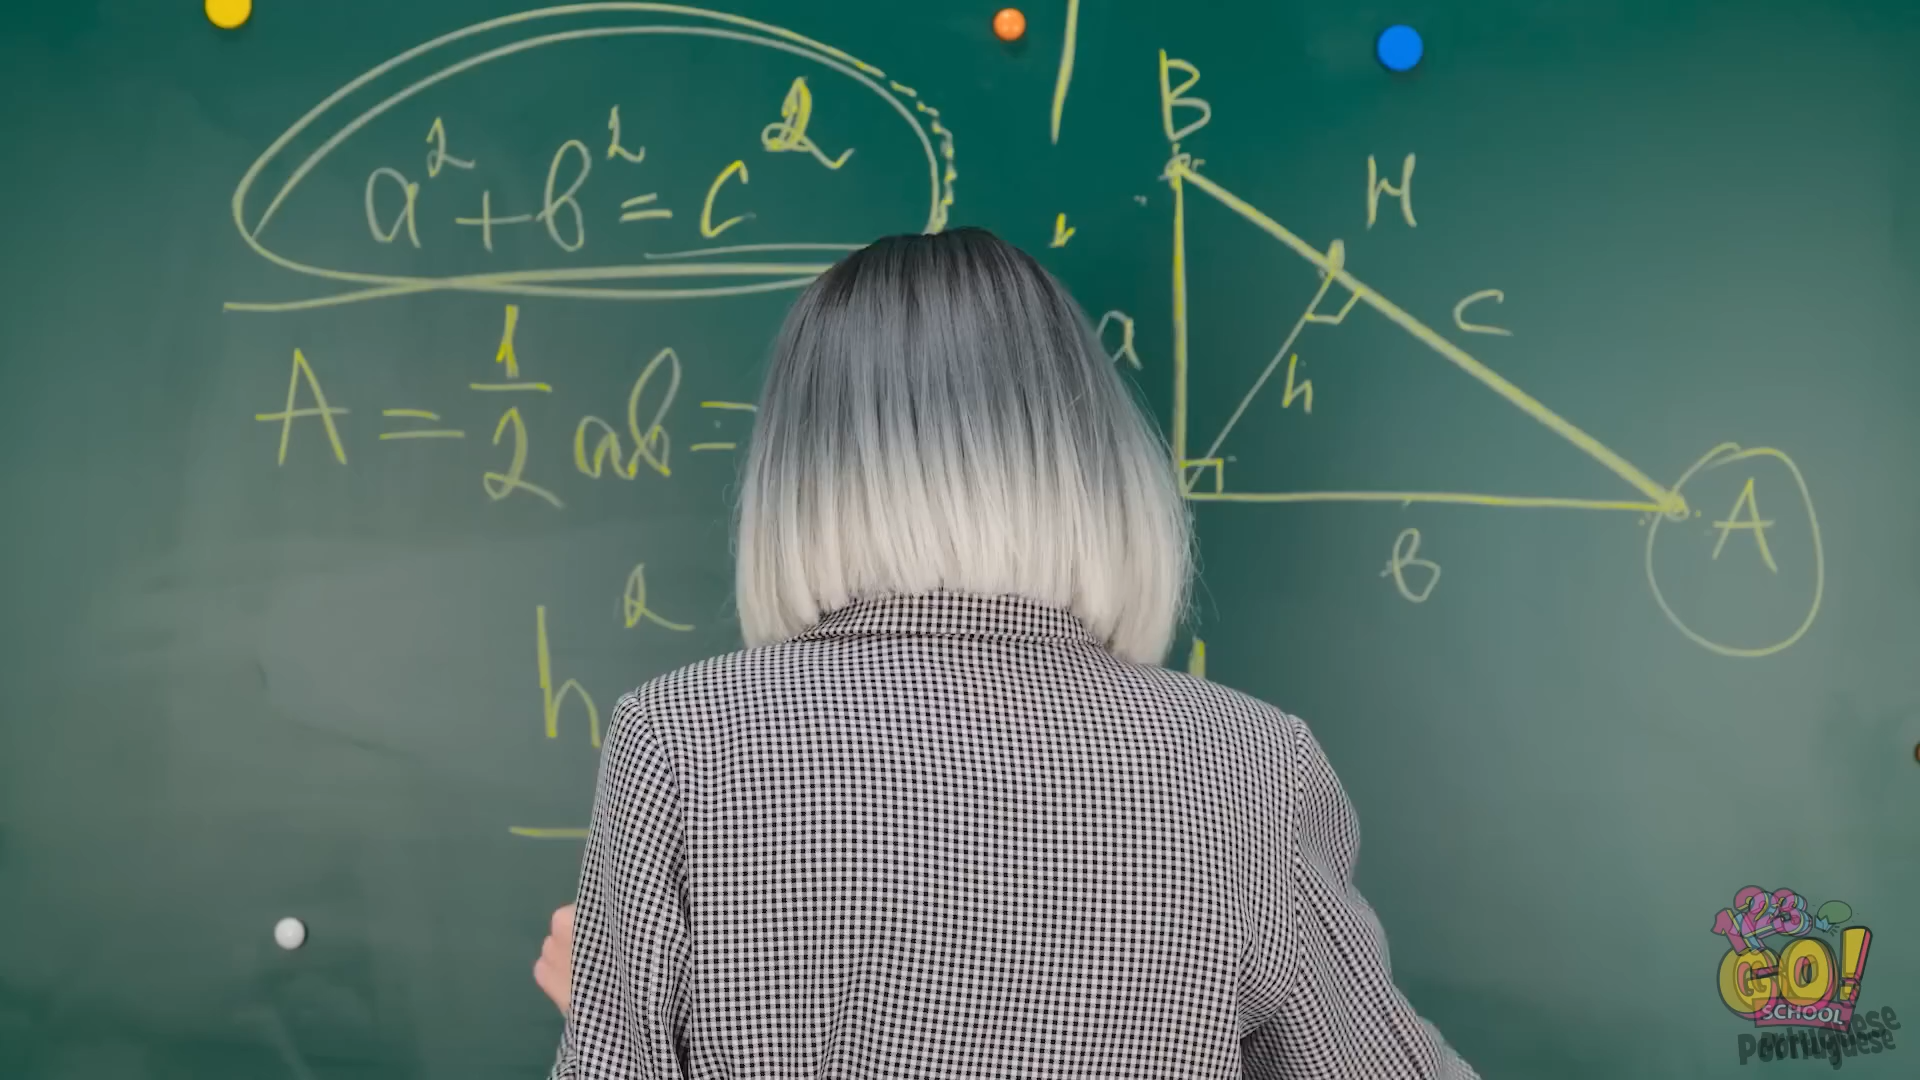 a² + b² = c²
A = 1/2 ab =
h²
B
H
a
c
h
b
A
123 GO!
SCHOOL
Portuguese